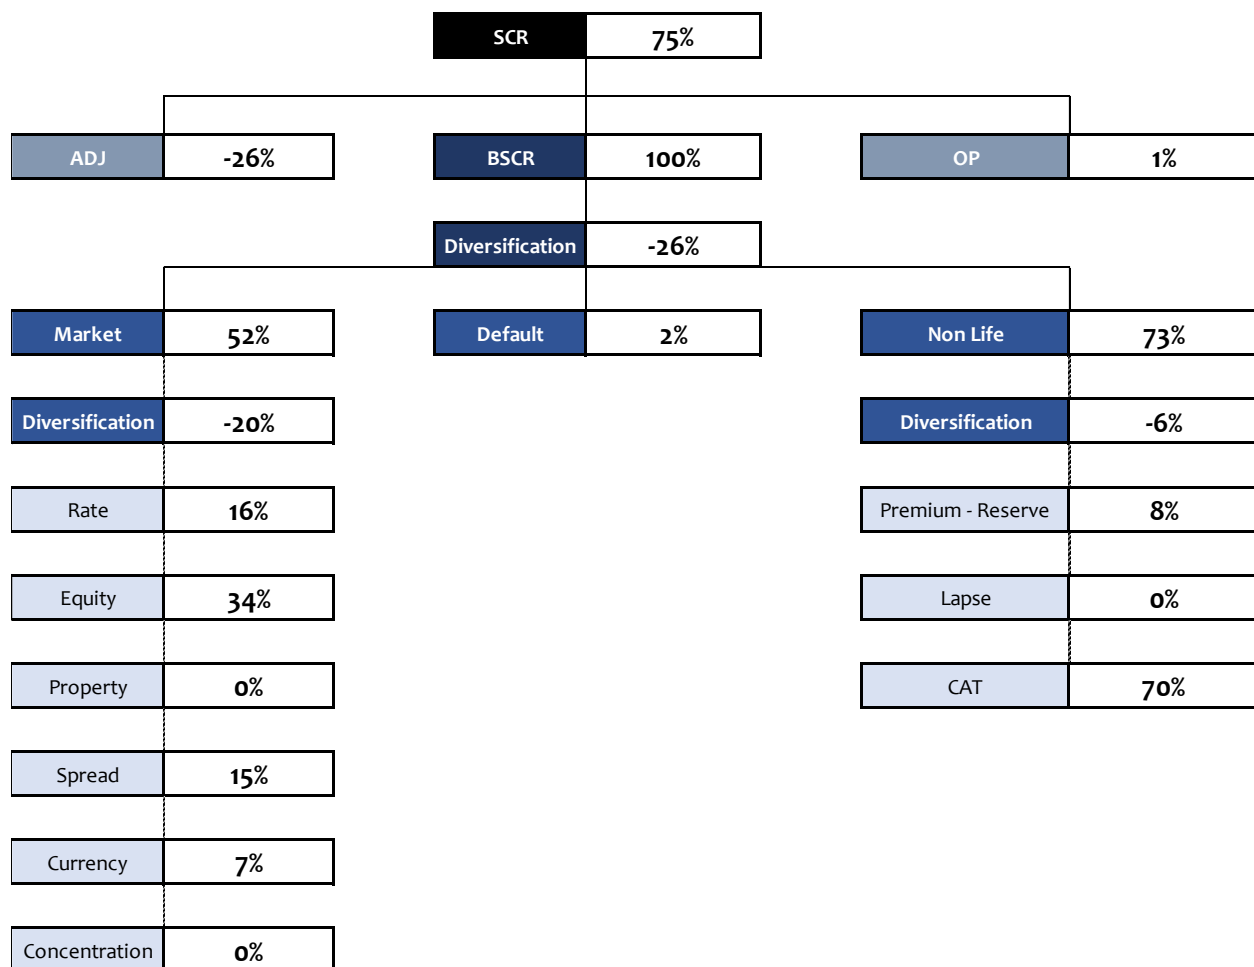 SCR 75%
ADJ -26% BSCR 100% OP 1%
Diversification -26%
Market 52% Default 2% Non Life 73%
Diversification -20% Diversification -6%
Rate 16% Premium - Reserve 8%
Equity 34% Lapse 0%
Property 0% CAT 70%
Spread 15%
Currency 7%
Concentration 0%